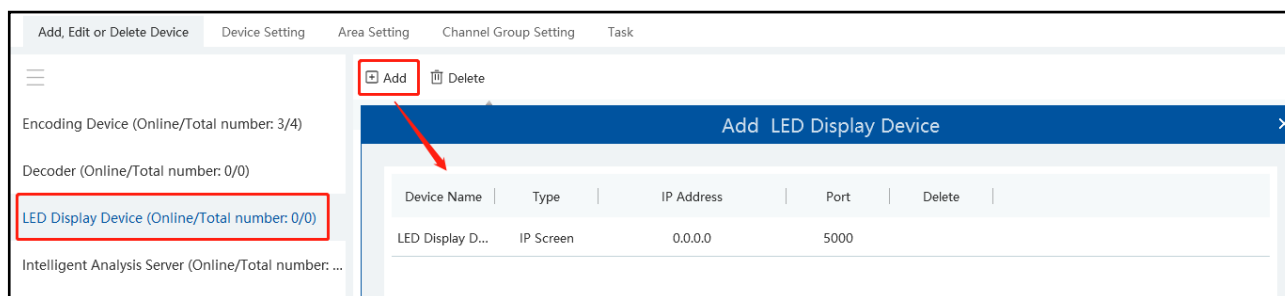 Add, Edit or Delete Device Device Setting Area Setting Channel Group Setting Task
Add Delete
Encoding Device (Online/Total number: 3/4)
Decoder (Online/Total number: 0/0)
LED Display Device (Online/Total number: 0/0)
Intelligent Analysis Server (Online/Total number: ...
Add LED Display Device
Device Name Type IP Address Port Delete
LED Display D... IP Screen 0.0.0.0 5000